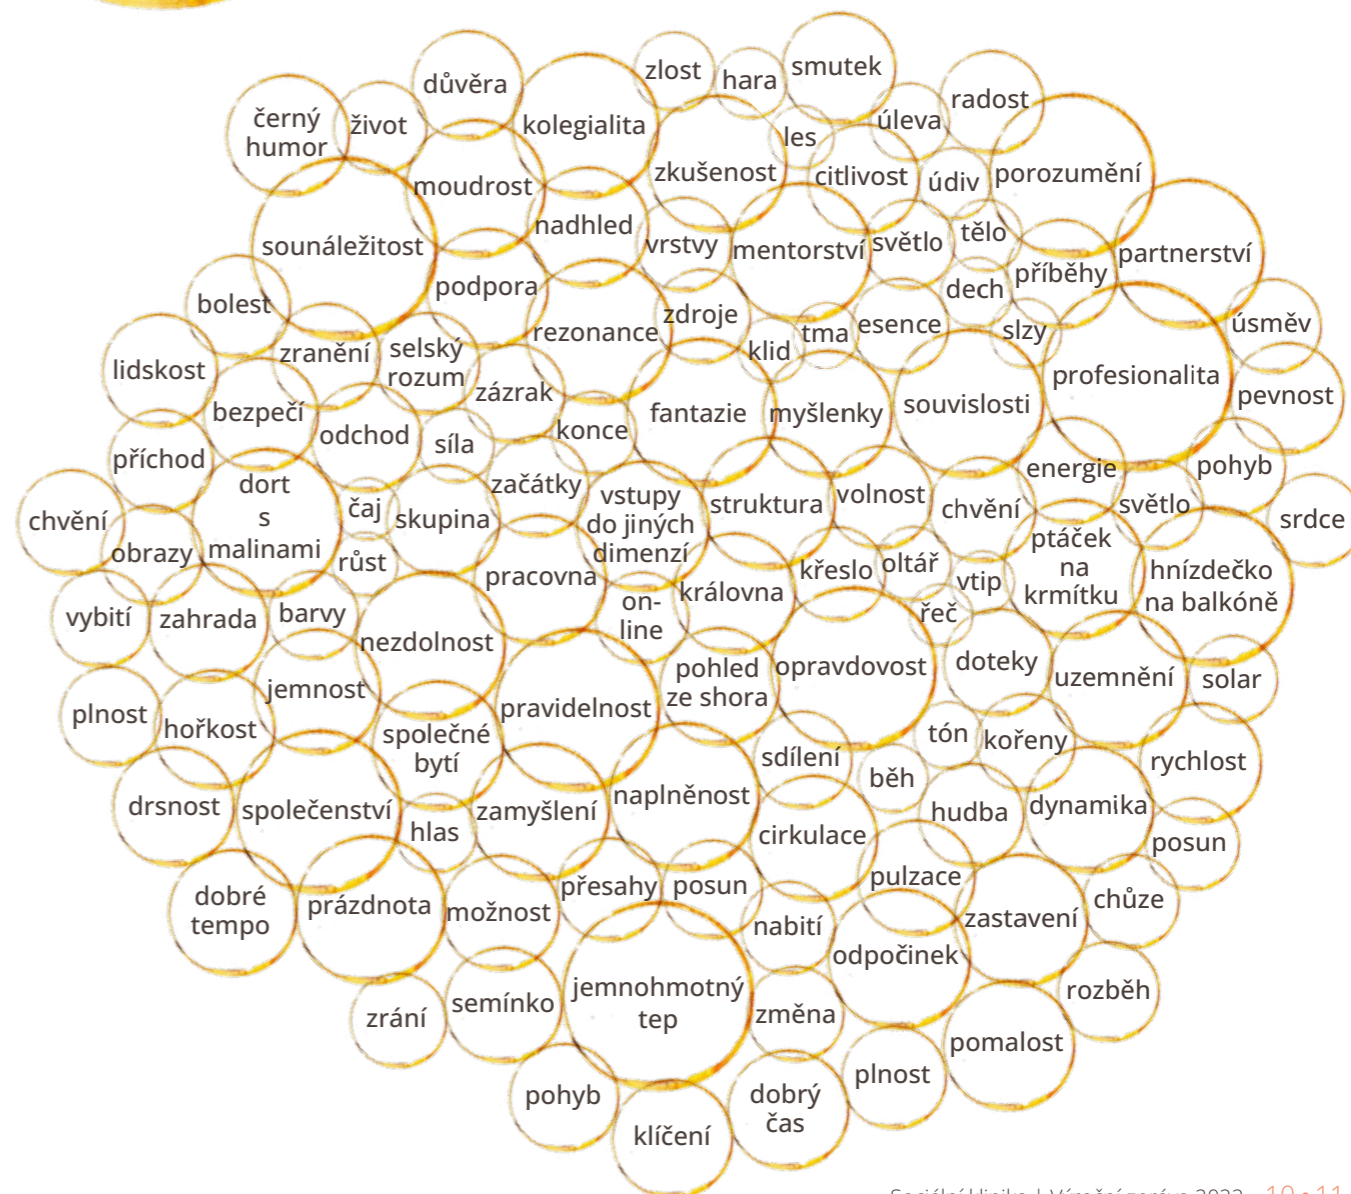 zlost
hara
smutek
důvěra
kolegialita
radost
černý
humor
život
úleva
les
zkušenost
citlivost
údiv
porozumění
moudrost
nadhled
vrstvy
mentorství
světlo
tělo
sounáležitost
partnerství
příběhy
podpora
dech
bolest
rezonance
zdroje
klid
tma
esence
slzy
úsměv
zranění
selský
rozum
lidskost
zázrak
profesionalita
pevnost
bezpečí
fantazie
myšlenky
souvislosti
odchod
síla
konce
příchod
energie
pohyb
dort
s
malinami
začátky
vstupy
do jiných
dimenzí
struktura
volnost
chvění
světlo
srdce
chvění
čaj
skupina
obrazy
růst
pracovna
královna
křeslo
oltář
vtip
ptáček
na
krmítku
hnízdečko
na balkóně
vybití
zahrada
barvy
on-
line
řeč
nezdolnost
pohled
ze shora
opravdovost
doteky
uzemnění
solar
plnost
hořkost
jemnost
pravidelnost
společné
bytí
sdílení
tón
kořeny
rychlost
drsnost
společenství
hlas
zamyšlení
naplněnost
běh
cirkulace
hudba
dynamika
posun
dobré
tempo
prázdnota
možnost
přesahy
posun
pulzace
nabití
zastavení
chůze
odpočinek
zrání
semínko
jemnohmotný
tep
změna
rozběh
pomalost
pohyb
klíčení
dobrý
čas
plnost